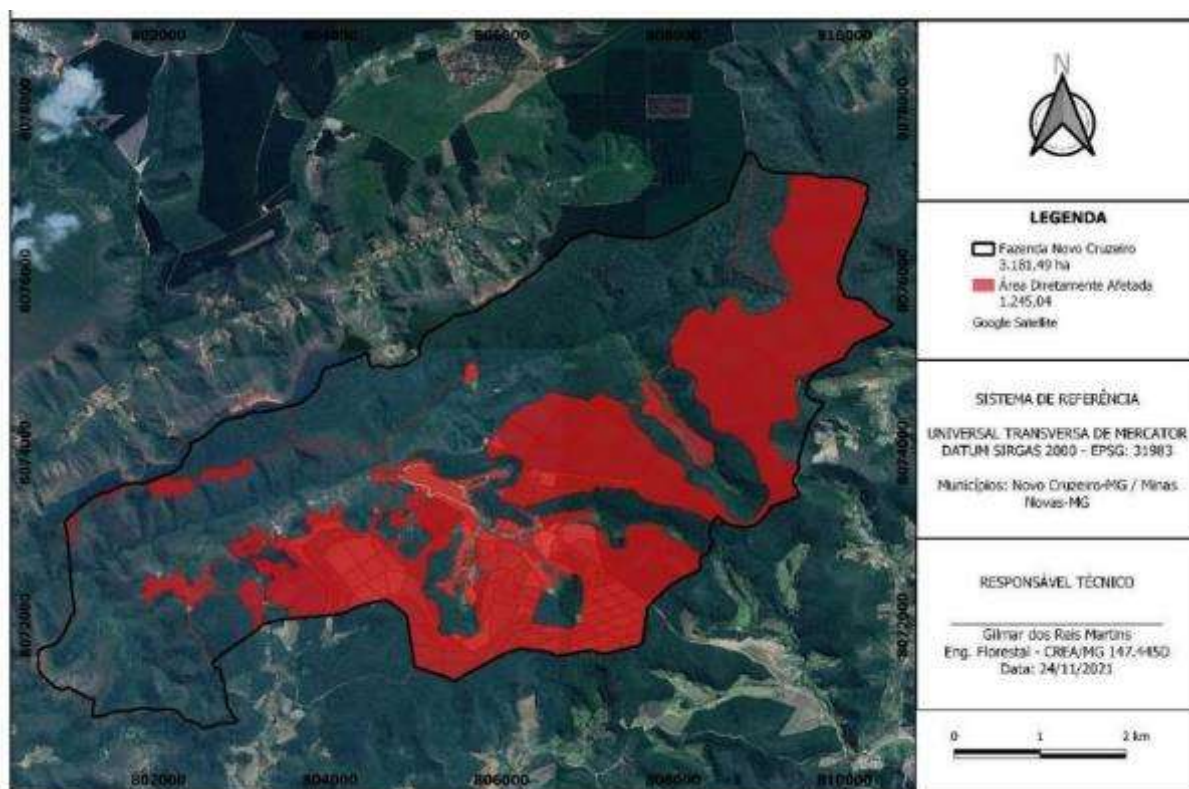 802000 804000 806000 808000 810000
8078000 8078000
8076000 8076000
8074000 8074000
8072000 8072000
802000 804000 806000 808000 810000
N
LEGENDA
Fazenda Novo Cruzeiro
3.181,49 ha
Área Diretamente Afetada
1.245,04
Google Satellite
SISTEMA DE REFERÊNCIA
UNIVERSAL TRANSVERSA DE MERCATOR
DATUM SIRGAS 2000 - EPSG: 31983
Municípios: Novo Cruzeiro-MG / Minas
Novas-MG
RESPONSÁVEL TÉCNICO
Gilmar dos Reis Martins
Eng. Florestal - CREA/MG 147.445D
Data: 24/11/2021
0 1 2 km